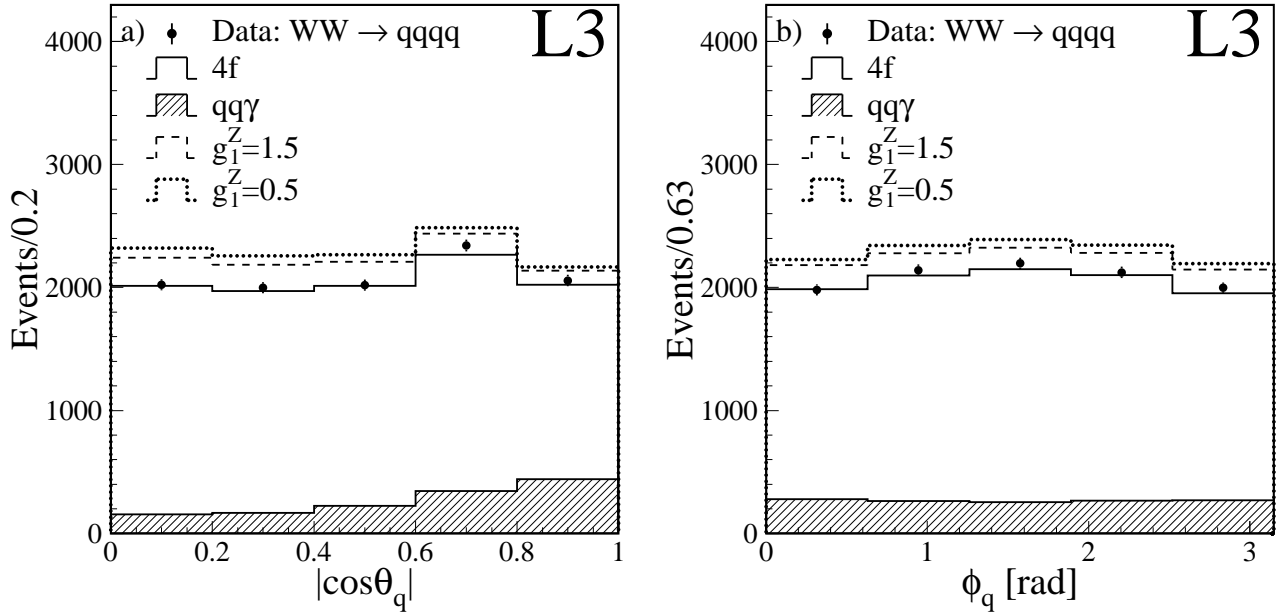 a) Data: WW → qqqq L3
4f
qqγ
g₁ᶻ=1.5
g₁ᶻ=0.5
Events/0.2
4000
3000
2000
1000
0
0 0.2 0.4 0.6 0.8 1
|cosθq|
b) Data: WW → qqqq L3
4f
qqγ
g₁ᶻ=1.5
g₁ᶻ=0.5
Events/0.63
4000
3000
2000
1000
0
0 1 2 3
ϕq [rad]